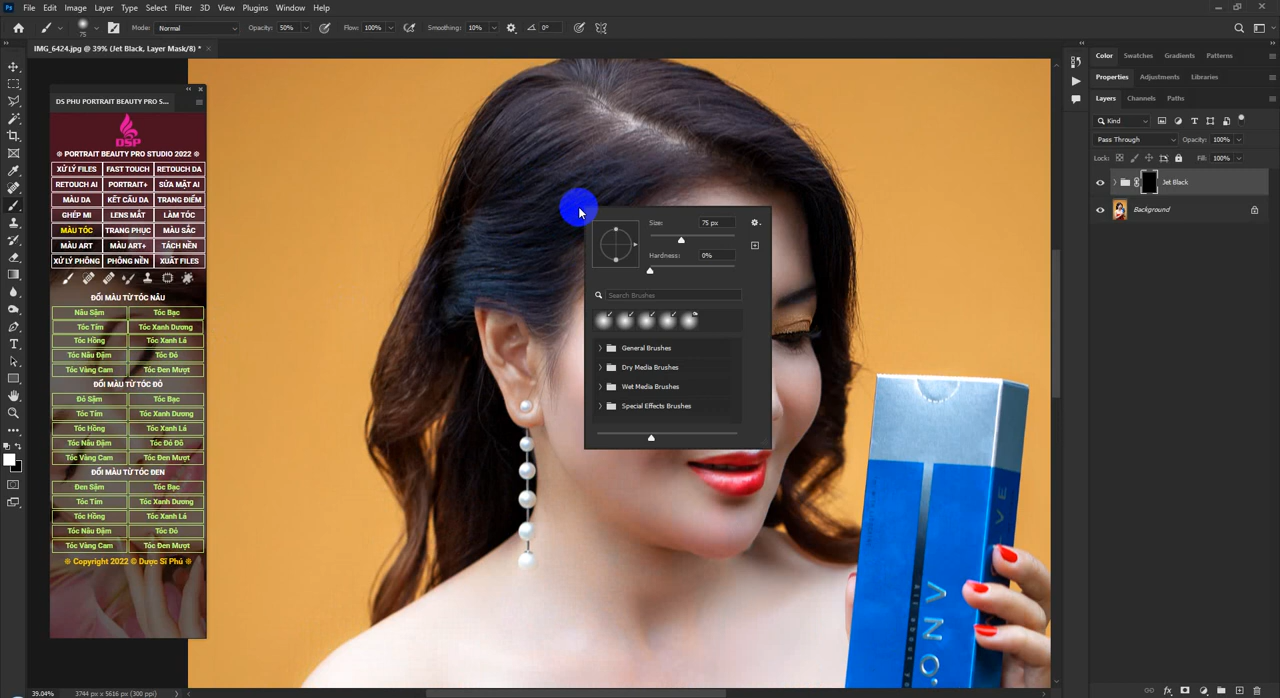 File Edit Image Layer Type Select Filter 3D View Plugins Window Help
75 Mode: Normal Opacity: 50% Flow: 100% Smoothing: 10% 0°
IMG_6424.jpg @ 39% (Jet Black, Layer Mask/8) *
DS PHU PORTRAIT BEAUTY PRO S...
DSP
PORTRAIT BEAUTY PRO STUDIO 2022
XỬ LÝ FILES FAST TOUCH RETOUCH DA
RETOUCH AI PORTRAIT+ SỬA MẶT AI
MÀU DA KẾT CẤU DA TRANG ĐIỂM
GHÉP MI LENS MẮT LÀM TÓC
MÀU TÓC TRANG PHỤC MÀU SẮC
MÀU ART MÀU ART+ TÁCH NỀN
XỬ LÝ PHÔNG PHÔNG NỀN XUẤT FILES
ĐỔI MÀU TỪ TÓC NÂU
Nâu Sậm Tóc Bạc
Tóc Tím Tóc Xanh Dương
Tóc Hồng Tóc Xanh Lá
Tóc Nâu Đậm Tóc Đỏ
Tóc Vàng Cam Tóc Đen Mượt
ĐỔI MÀU TỪ TÓC ĐỎ
Đỏ Sậm Tóc Bạc
Tóc Tím Tóc Xanh Dương
Tóc Hồng Tóc Xanh Lá
Tóc Nâu Đậm Tóc Đỏ Đô
Tóc Vàng Cam Tóc Đen Mượt
ĐỔI MÀU TỪ TÓC ĐEN
Đen Sậm Tóc Bạc
Tóc Tím Tóc Xanh Dương
Tóc Hồng Tóc Xanh Lá
Tóc Nâu Đậm Tóc Đỏ
Tóc Vàng Cam Tóc Đen Mượt
Copyright 2022 © Dược Sĩ Phú
Size: 75 px
Hardness: 0%
Search Brushes
General Brushes
Dry Media Brushes
Wet Media Brushes
Special Effects Brushes
Color Swatches Gradients Patterns
Properties Adjustments Libraries
Layers Channels Paths
Kind
Pass Through Opacity: 100%
Lock: Fill: 100%
Jet Black
Background
39.04% 3744 px x 5616 px (300 ppi)